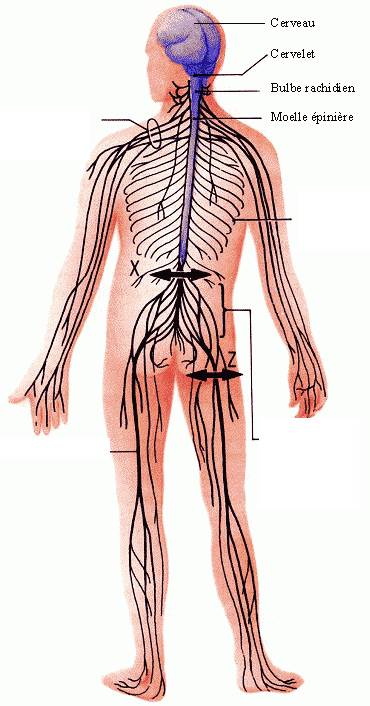 Cerveau
Cervelet
Bulbe rachidien
Moelle épinière
X
Z